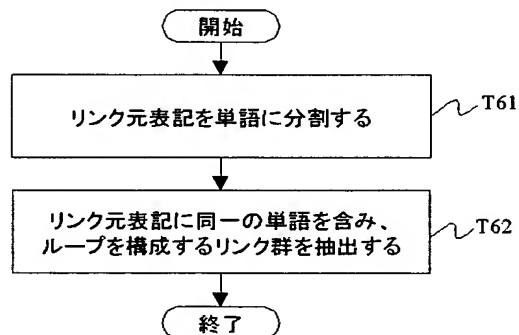 開始
リンク元表記を単語に分割する
T61
リンク元表記に同一の単語を含み、
ループを構成するリンク群を抽出する
T62
終了